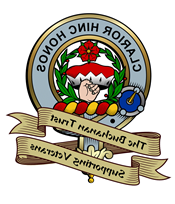 CLARIOR HINC HONOS
The Buchanan Trust
Supporting Veterans